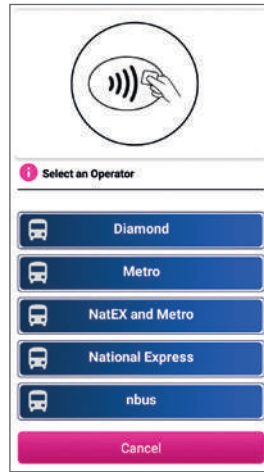 Select an Operator
Diamond
Metro
NatEX and Metro
National Express
nbus
Cancel